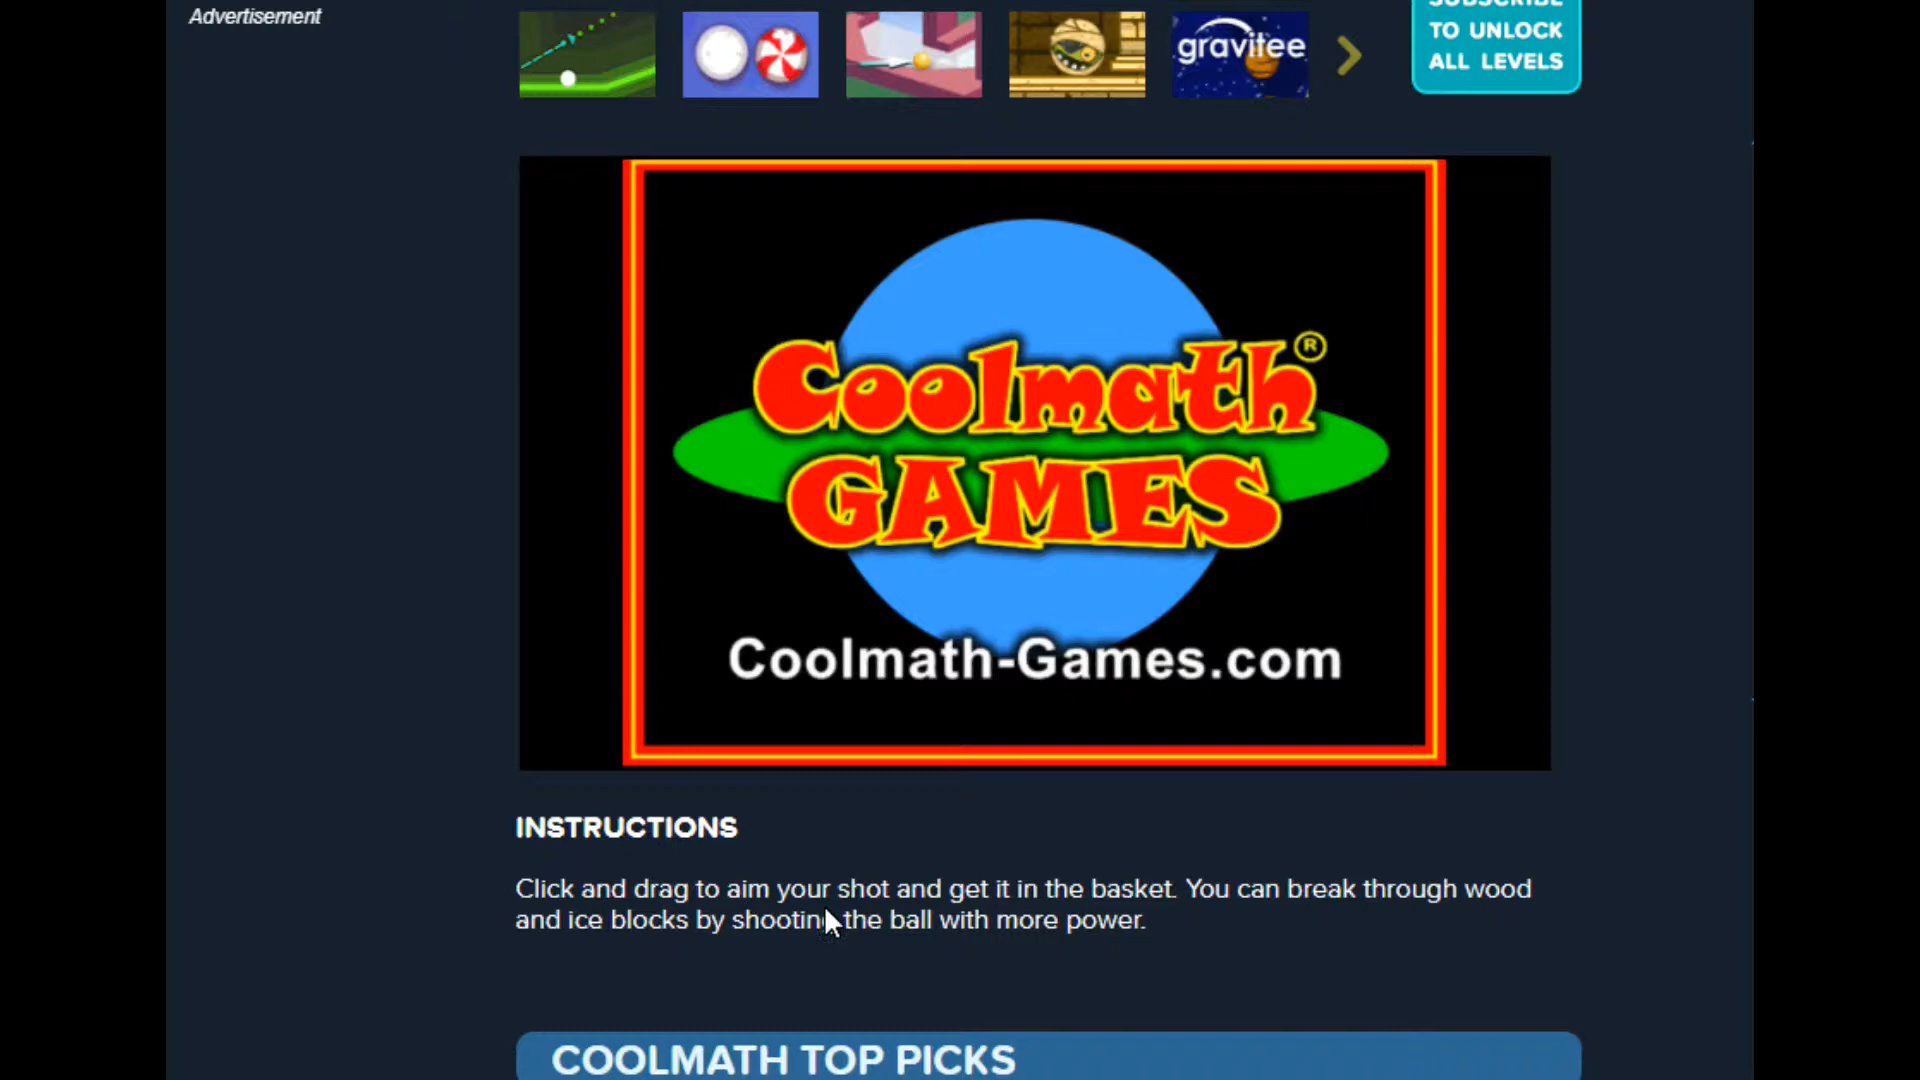 Advertisement
gravitee
SUBSCRIBE
TO UNLOCK
ALL LEVELS
Coolmath®
GAMES
Coolmath-Games.com
INSTRUCTIONS
Click and drag to aim your shot and get it in the basket. You can break through wood
and ice blocks by shooting the ball with more power.
COOLMATH TOP PICKS